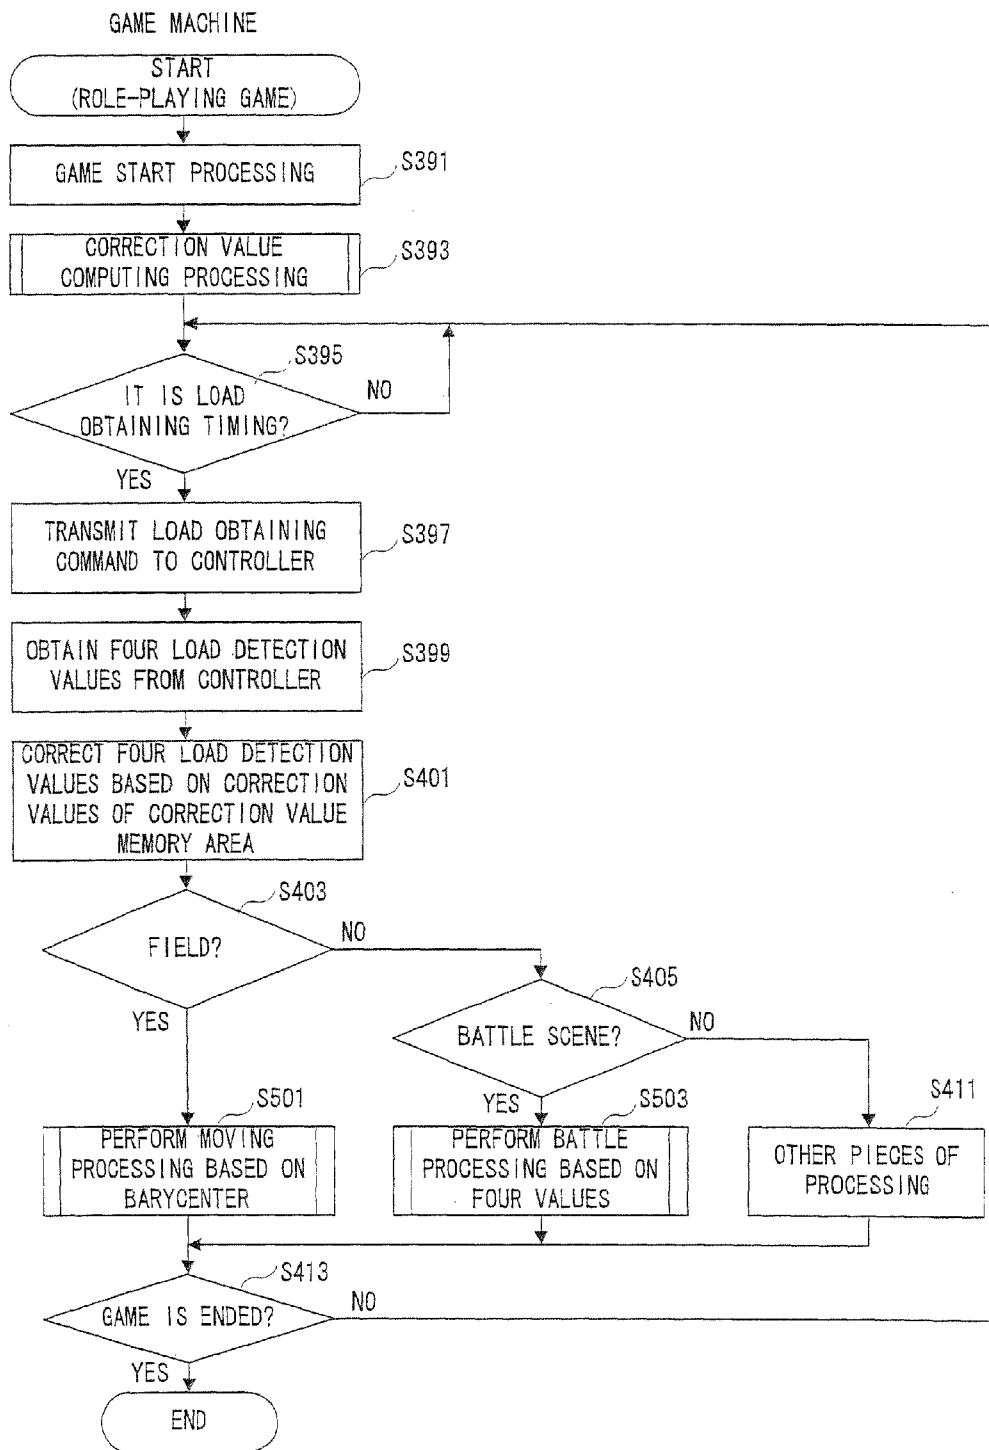 GAME MACHINE
START
(ROLE-PLAYING GAME)
GAME START PROCESSING
S391
CORRECTION VALUE
COMPUTING PROCESSING
S393
S395
IT IS LOAD
OBTAINING TIMING?
NO
YES
TRANSMIT LOAD OBTAINING
COMMAND TO CONTROLLER
S397
OBTAIN FOUR LOAD DETECTION
VALUES FROM CONTROLLER
S399
CORRECT FOUR LOAD DETECTION
VALUES BASED ON CORRECTION
VALUES OF CORRECTION VALUE
MEMORY AREA
S401
S403
FIELD?
NO
YES
S405
BATTLE SCENE?
NO
YES
S501
PERFORM MOVING
PROCESSING BASED ON
BARYCENTER
S503
PERFORM BATTLE
PROCESSING BASED ON
FOUR VALUES
S411
OTHER PIECES OF
PROCESSING
S413
GAME IS ENDED?
NO
YES
END